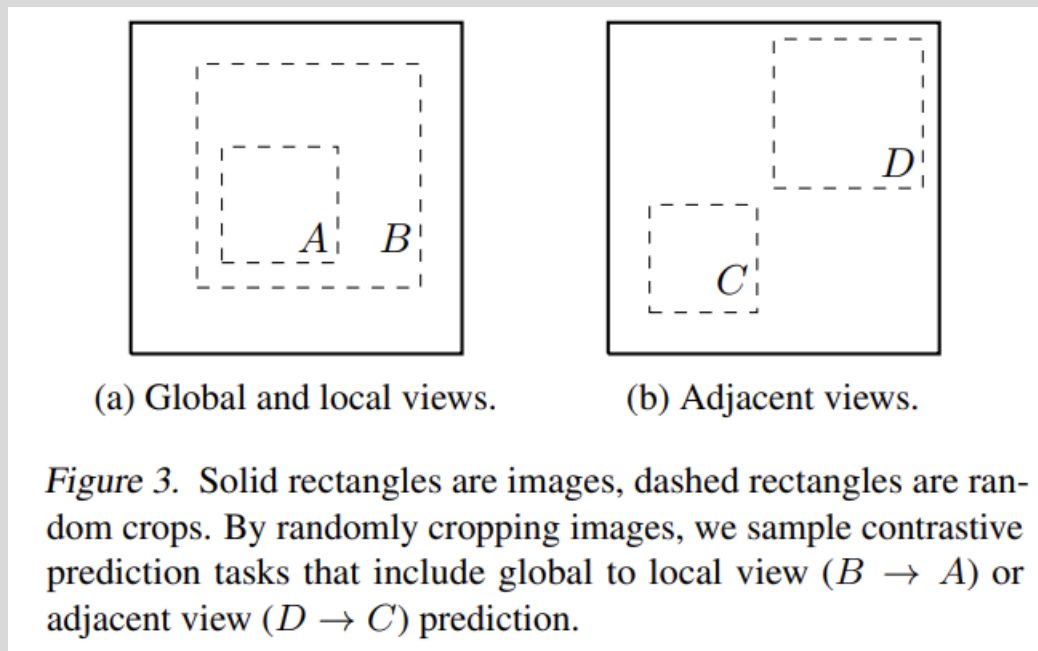 A B
D
C
(a) Global and local views.
(b) Adjacent views.
Figure 3. Solid rectangles are images, dashed rectangles are ran-
dom crops. By randomly cropping images, we sample contrastive
prediction tasks that include global to local view (B → A) or
adjacent view (D → C) prediction.